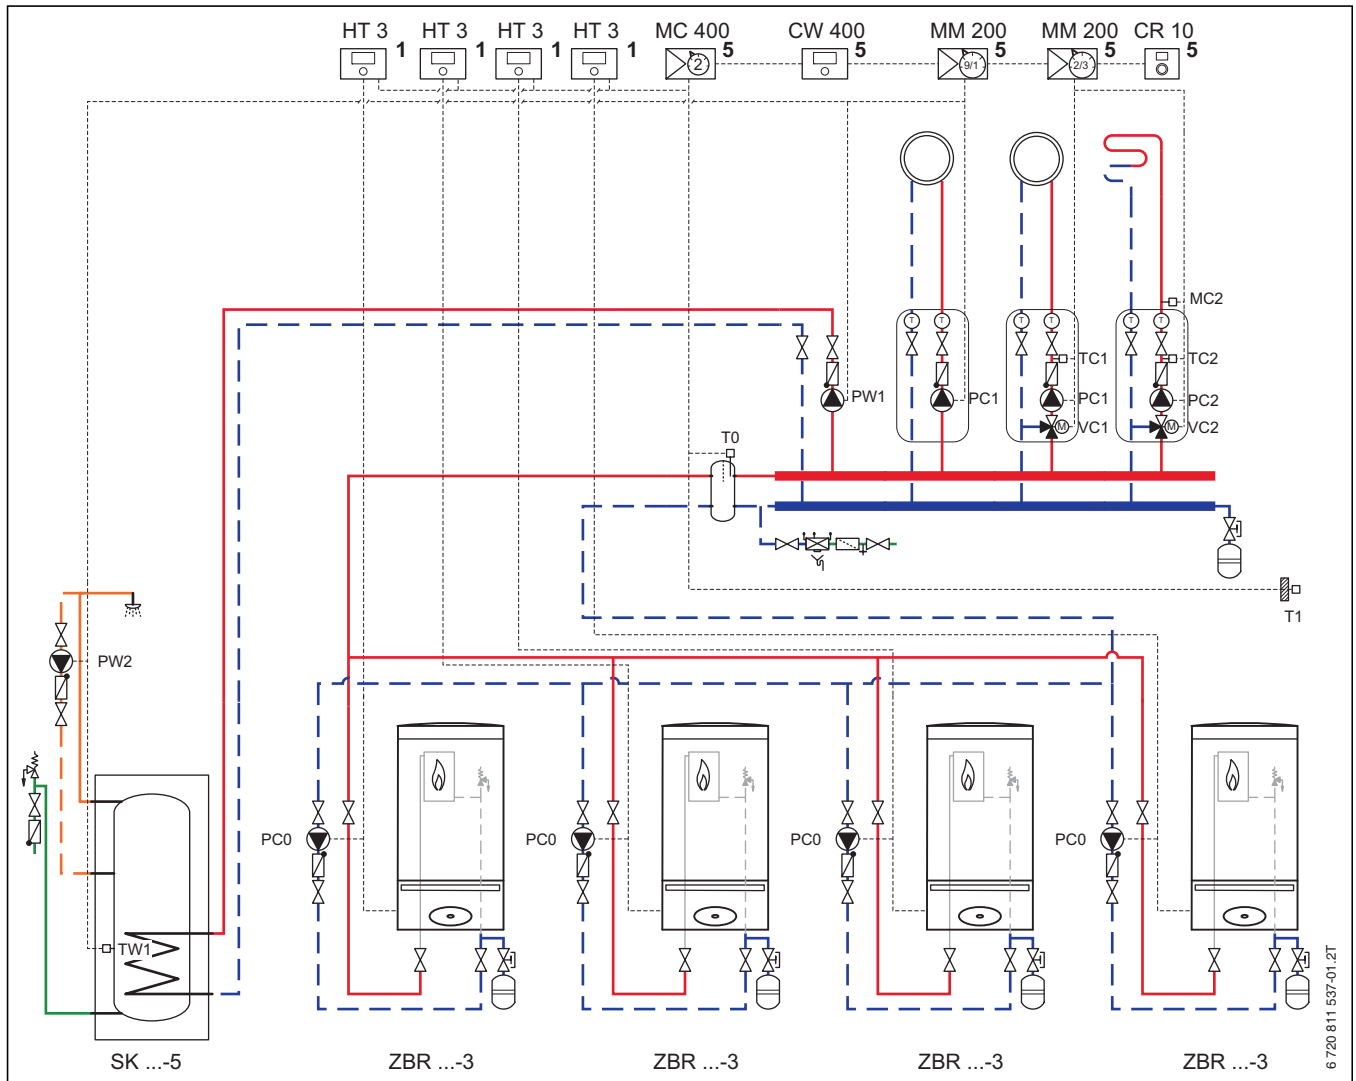 HT 3 HT 3 HT 3 HT 3 MC 400 CW 400 MM 200 MM 200 CR 10
1 1 1 1 5 5 5 5 5
2 9/1 2/3
MC2
T T T T T T
TC1 TC2
PW1 PC1 PC1 PC2
M VC1 M VC2
T0
T1
PW2
PC0 PC0 PC0 PC0
TW1
SK ...-5 ZBR ...-3 ZBR ...-3 ZBR ...-3 ZBR ...-3
6 720 811 537-01.2T